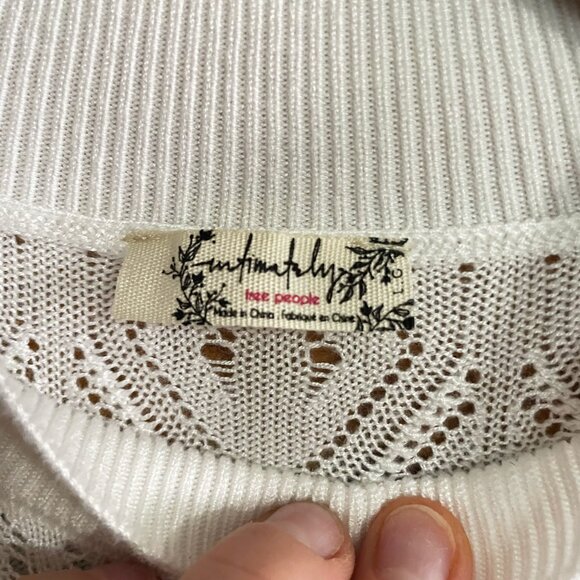 intimately
free people
Made in China . Fabriqué en Chine